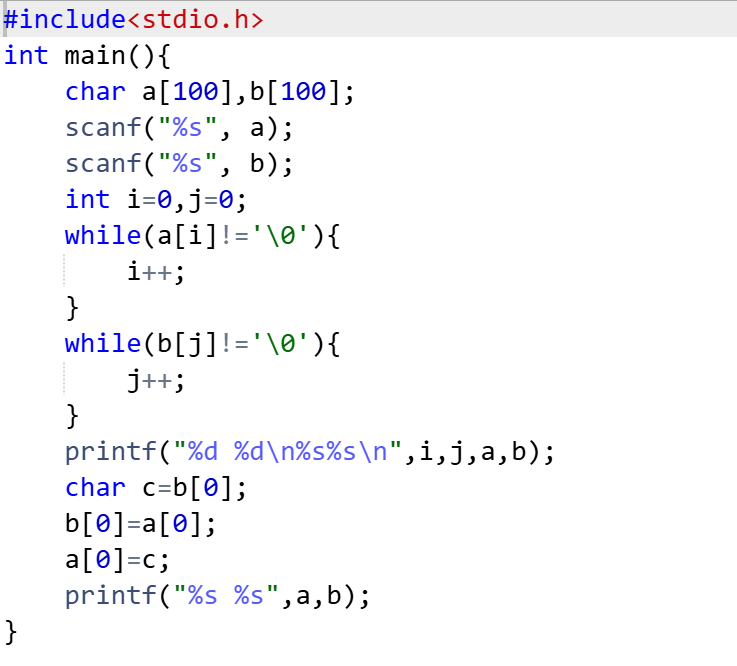 #include<stdio.h>
int main(){
    char a[100],b[100];
    scanf("%s", a);
    scanf("%s", b);
    int i=0,j=0;
    while(a[i]!='\0'){
        i++;
    }
    while(b[j]!='\0'){
        j++;
    }
    printf("%d %d\n%s%s\n",i,j,a,b);
    char c=b[0];
    b[0]=a[0];
    a[0]=c;
    printf("%s %s",a,b);
}